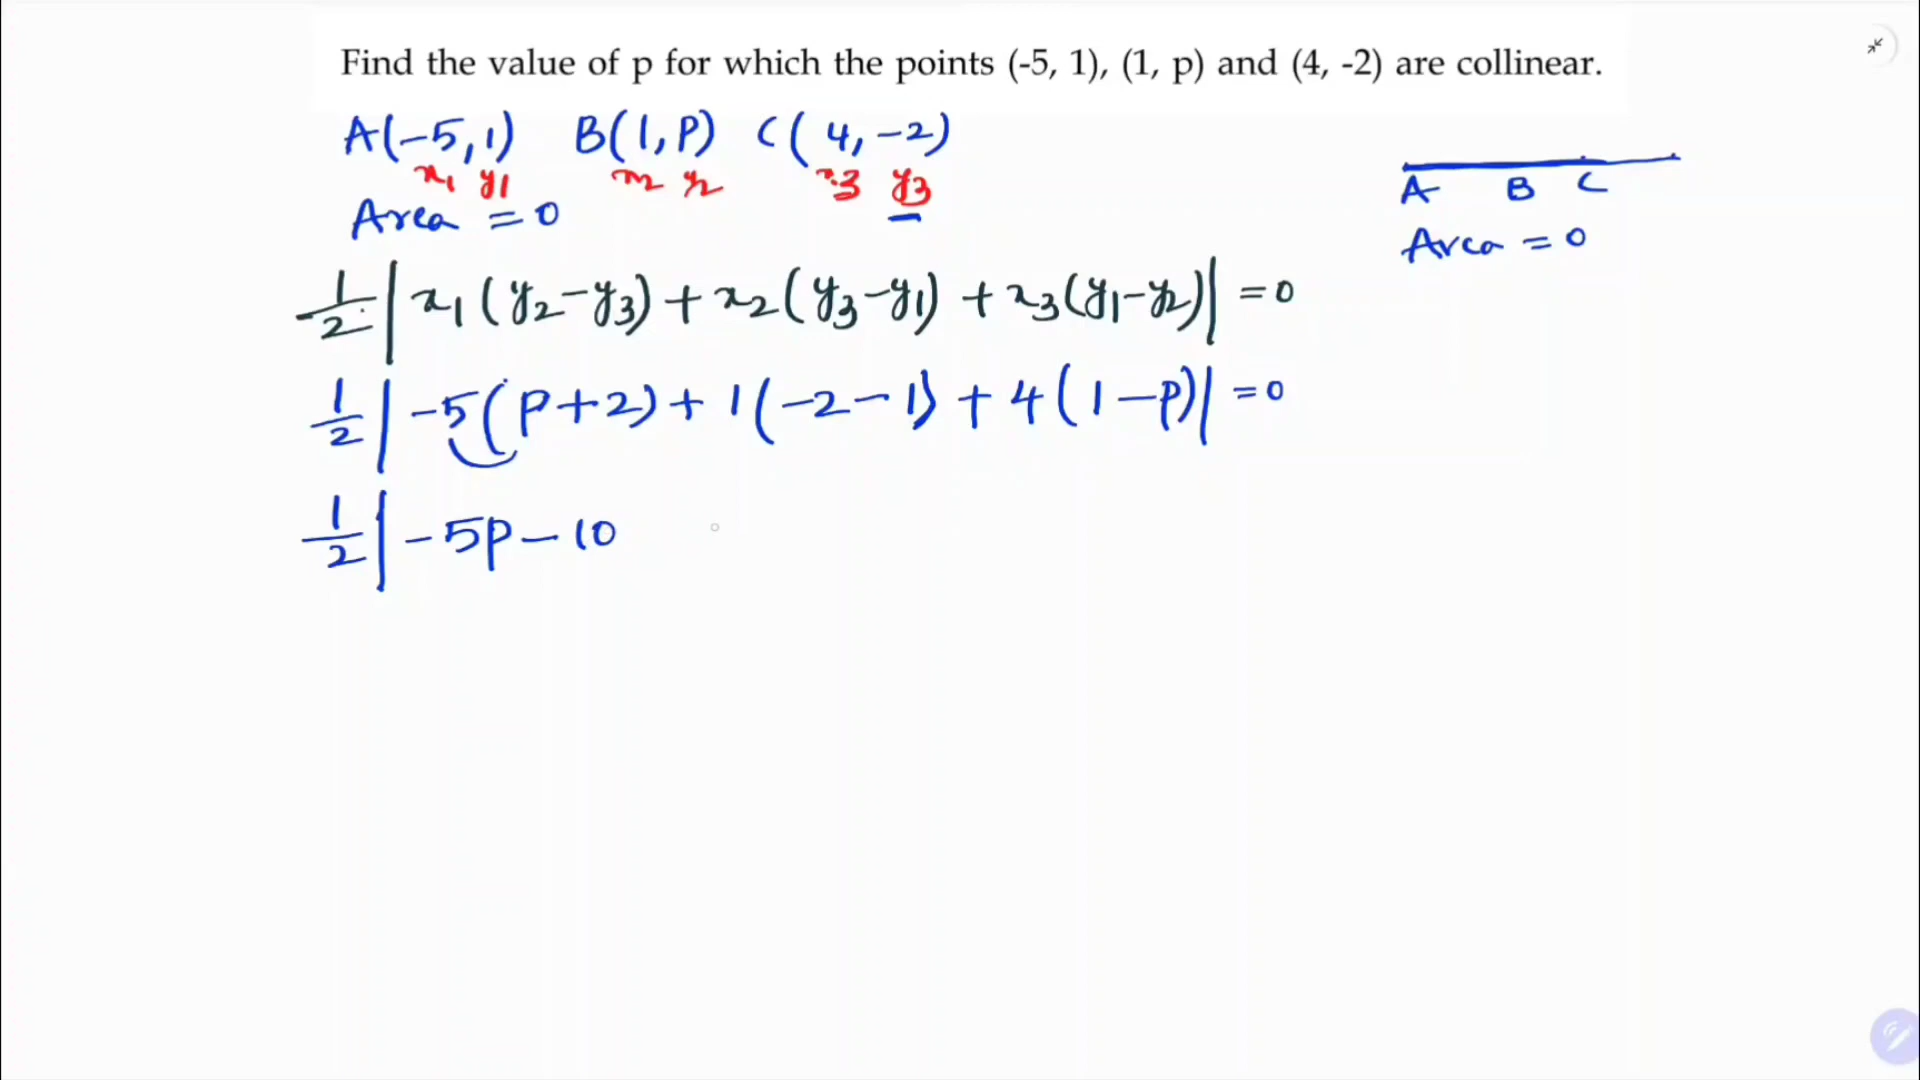 Find the value of p for which the points (-5, 1), (1, p) and (4, -2) are collinear.
A(-5,1) B(1,P) C(4,-2)
x1 y1 x2 y2 x3 y3
A B C
Area = 0
Area = 0
1/2 | x1(y2-y3) + x2(y3-y1) + x3(y1-y2)| = 0
1/2 | -5(P+2) + 1(-2-1) + 4(1-P)| = 0
1/2 | -5P-10